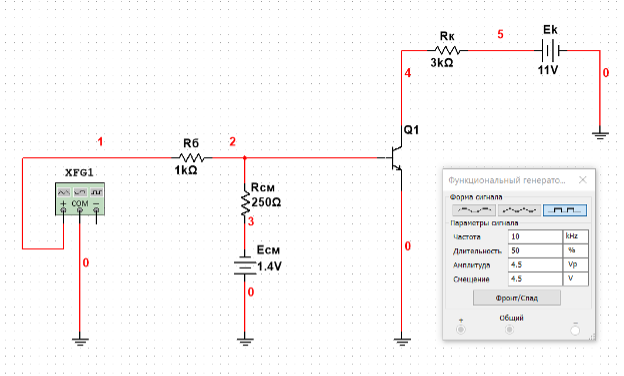 Rк
3kΩ
5
Ek
11V
4
0
Q1
1
Rб
1kΩ
2
XFG1
+ COM −
Rсм
250Ω
3
Eсм
1.4V
0
0
0
Функциональный генерато...
Форма сигнала
Параметры сигнала
Частота 10 kHz
Длительность 50 %
Амплитуда 4.5 Vp
Смещение 4.5 V
Фронт/Спад
+ Общий −